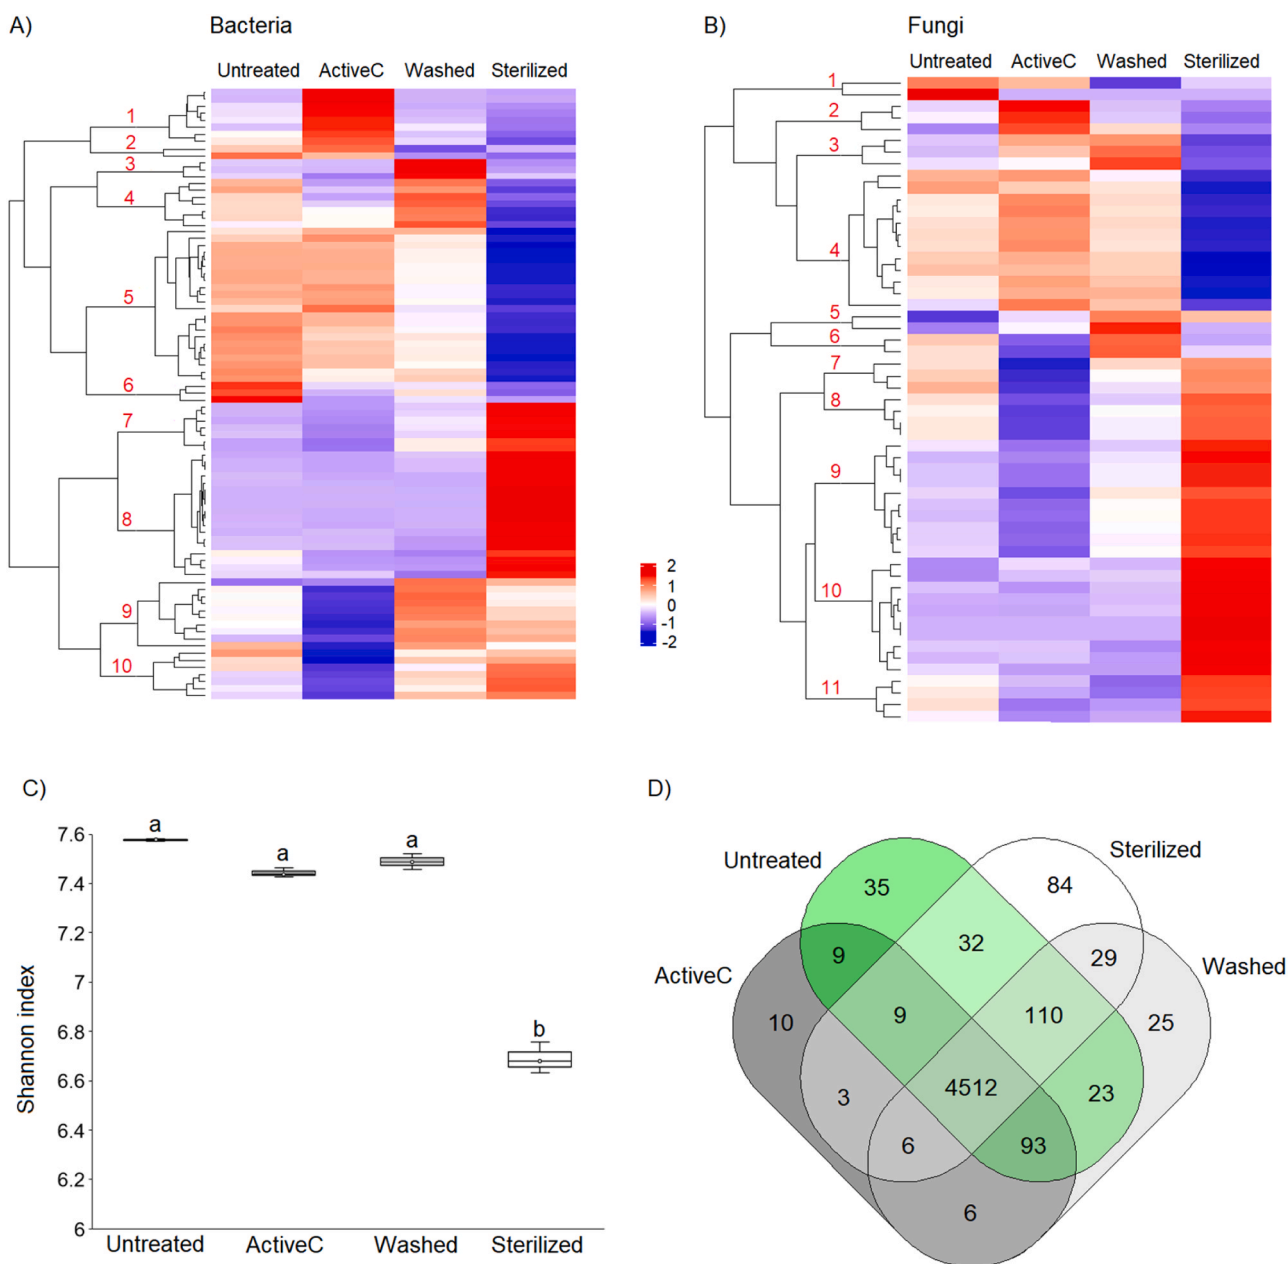 A)
Bacteria
Untreated ActiveC Washed Sterilized
1
2
3
4
5
6
7
8
9
10
B)
Fungi
Untreated ActiveC Washed Sterilized
1
2
3
4
5
6
7
8
9
10
11
2
1
0
-1
-2
C)
Shannon index
7.6
7.4
7.2
7
6.8
6.6
6.4
6.2
6
a
a
a
b
Untreated ActiveC Washed Sterilized
D)
Untreated
Sterilized
ActiveC
Washed
35
84
9
32
29
10
9
110
25
3
4512
23
6
93
6